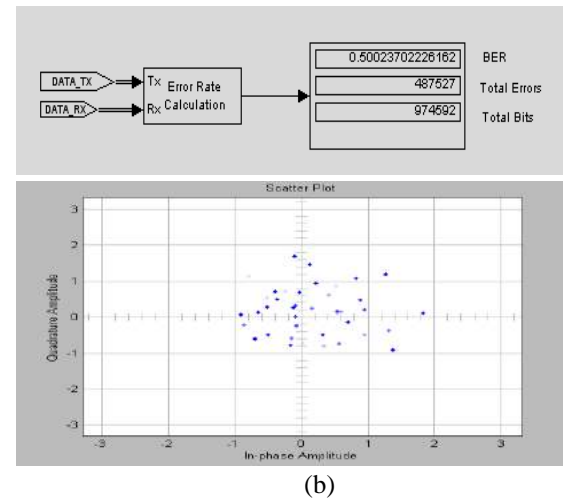 0.50023702226162 BER
DATA_TX Tx Error Rate 487527 Total Errors
DATA_RX Rx Calculation 974592 Total Bits
Scatter Plot
3
2
1
0
-1
-2
-3
Quadrature Amplitude
-3 -2 -1 0 1 2 3
In-phase Amplitude
(b)